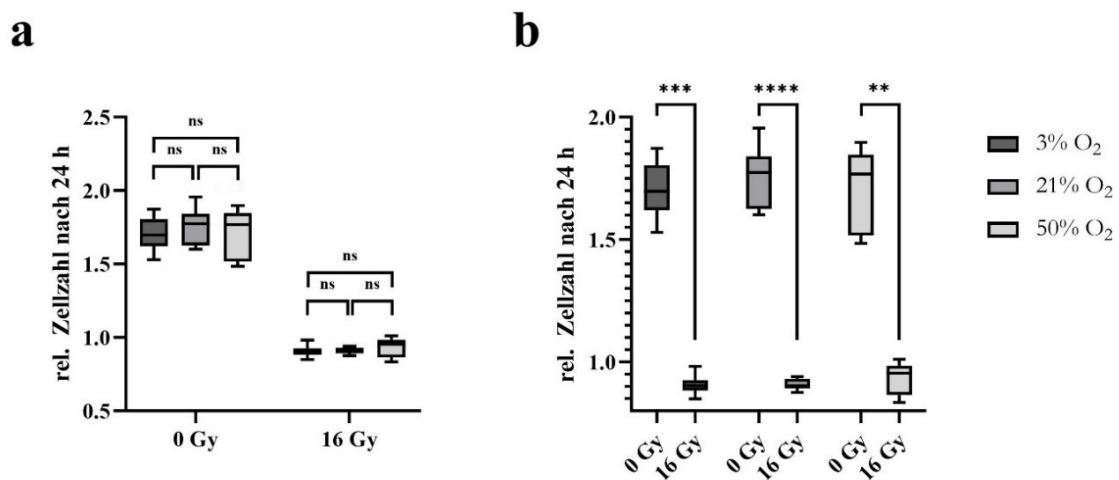 a
b
rel. Zellzahl nach 24 h
2.5
2.0
1.5
1.0
0.5
ns
ns
ns
ns
ns
ns
0 Gy
16 Gy
rel. Zellzahl nach 24 h
2.0
1.5
1.0
***
****
**
0 Gy
16 Gy
0 Gy
16 Gy
0 Gy
16 Gy
3% O₂
21% O₂
50% O₂